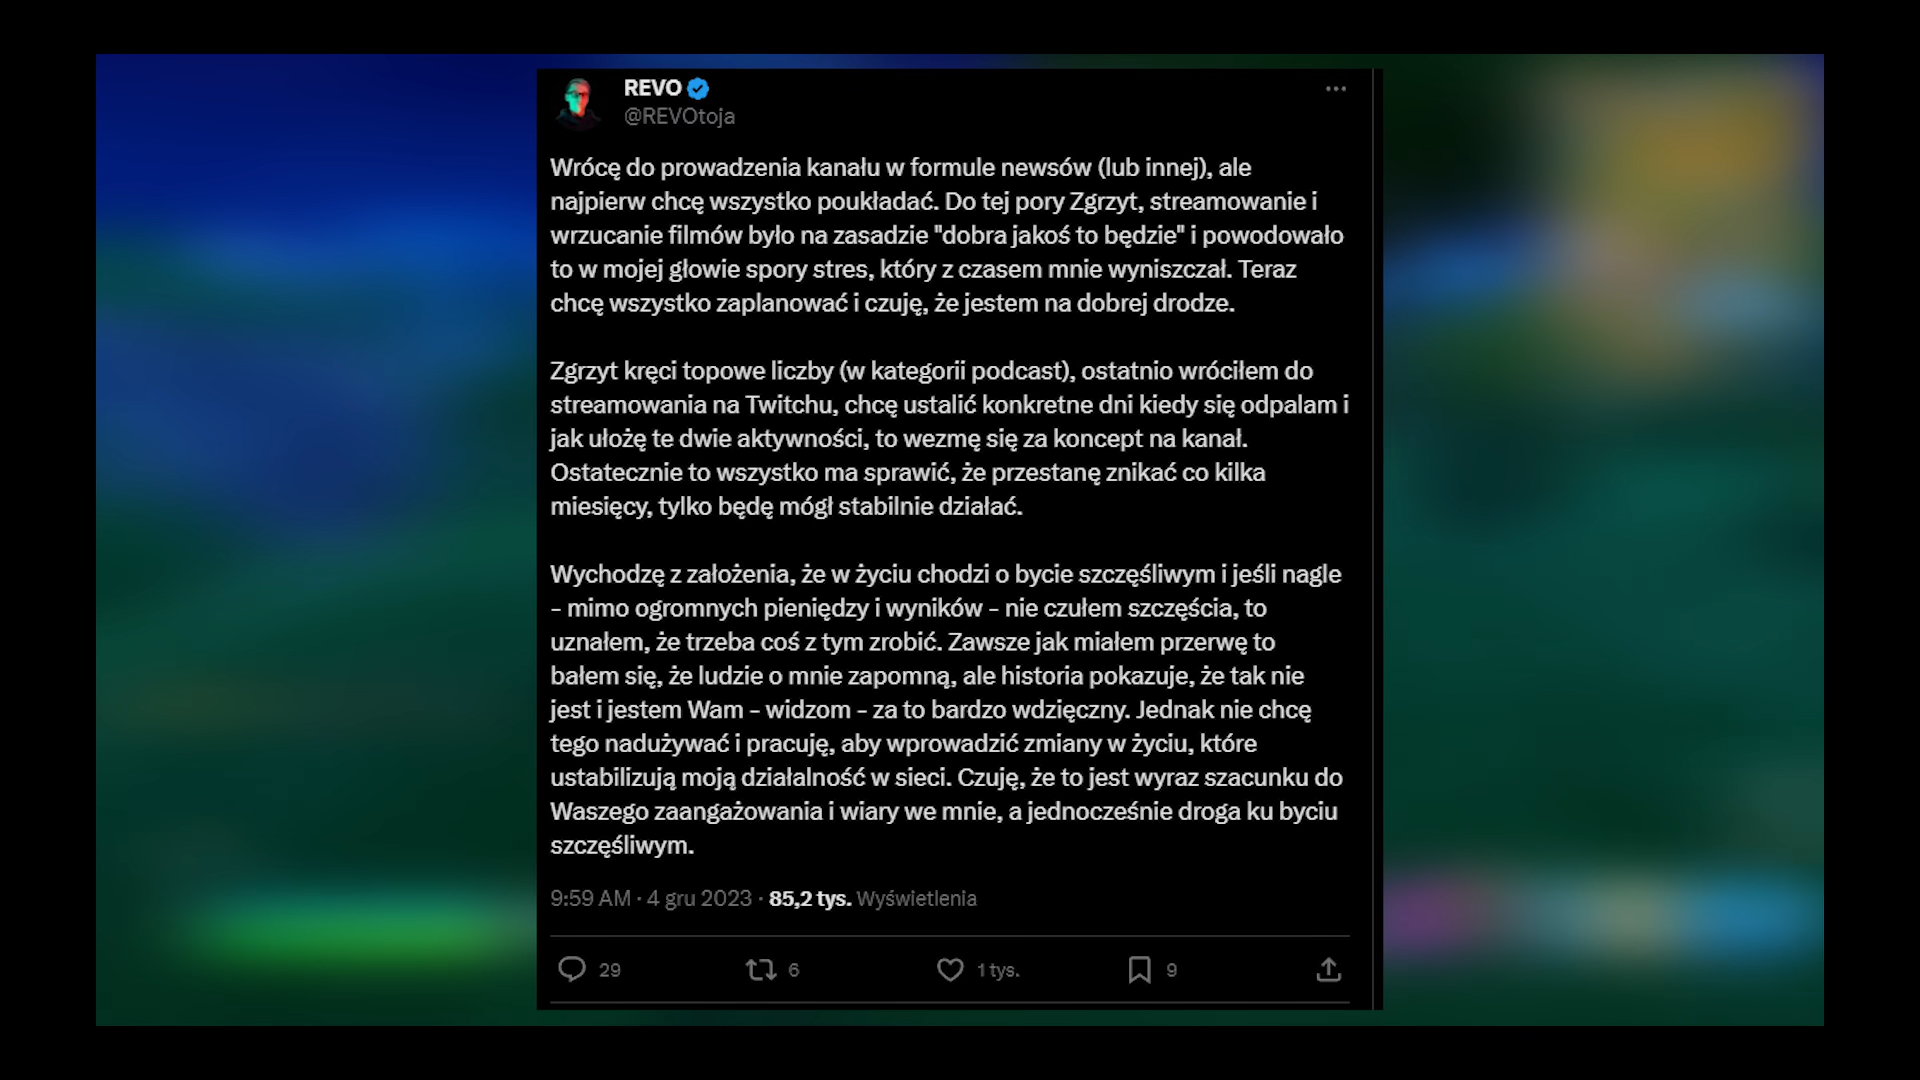 REVO
@REVOtoja
Wrócę do prowadzenia kanału w formule newsów (lub innej), ale
najpierw chcę wszystko poukładać. Do tej pory Zgrzyt, streamowanie i
wrzucanie filmów było na zasadzie "dobra jakoś to będzie" i powodowało
to w mojej głowie spory stres, który z czasem mnie wyniszczał. Teraz
chcę wszystko zaplanować i czuję, że jestem na dobrej drodze.
Zgrzyt kręci topowe liczby (w kategorii podcast), ostatnio wróciłem do
streamowania na Twitchu, chcę ustalić konkretne dni kiedy się odpalam i
jak ułożę te dwie aktywności, to wezmę się za koncept na kanał.
Ostatecznie to wszystko ma sprawić, że przestanę znikać co kilka
miesięcy, tylko będę mógł stabilnie działać.
Wychodzę z założenia, że w życiu chodzi o bycie szczęśliwym i jeśli nagle
– mimo ogromnych pieniędzy i wyników – nie czułem szczęścia, to
uznałem, że trzeba coś z tym zrobić. Zawsze jak miałem przerwę to
bałem się, że ludzie o mnie zapomną, ale historia pokazuje, że tak nie
jest i jestem Wam – widzom – za to bardzo wdzięczny. Jednak nie chcę
tego nadużywać i pracuję, aby wprowadzić zmiany w życiu, które
ustabilizują moją działalność w sieci. Czuję, że to jest wyraz szacunku do
Waszego zaangażowania i wiary we mnie, a jednocześnie droga ku byciu
szczęśliwym.
9:59 AM · 4 gru 2023 · 85,2 tys. Wyświetlenia
29 6 1 tys. 9